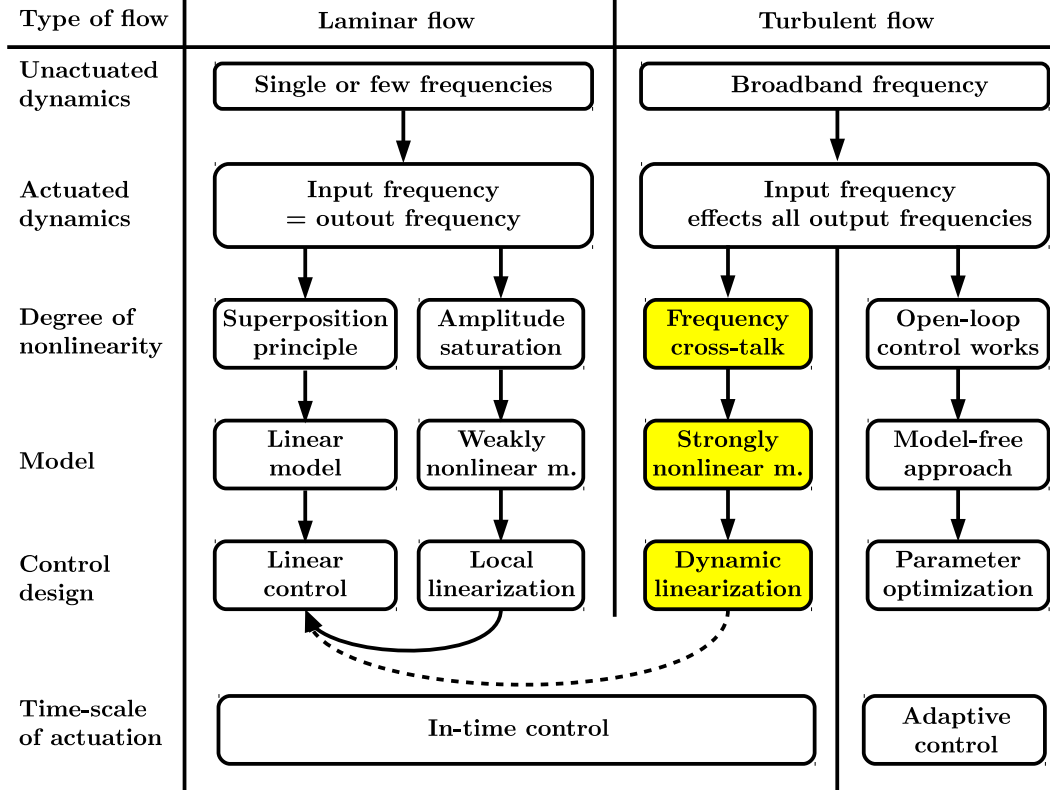 Type of flow
Laminar flow
Turbulent flow
Unactuated
dynamics
Single or few frequencies
Broadband frequency
Actuated
dynamics
Input frequency
= outout frequency
Input frequency
effects all output frequencies
Degree of
nonlinearity
Superposition
principle
Amplitude
saturation
Frequency
cross-talk
Open-loop
control works
Model
Linear
model
Weakly
nonlinear m.
Strongly
nonlinear m.
Model-free
approach
Control
design
Linear
control
Local
linearization
Dynamic
linearization
Parameter
optimization
Time-scale
of actuation
In-time control
Adaptive
control